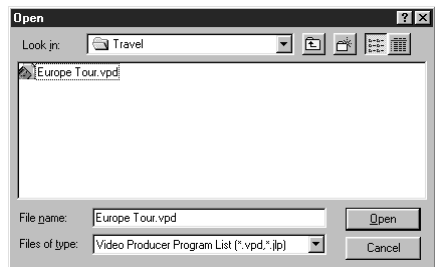 Open
Look in: Travel
Europe Tour.vpd
File name: Europe Tour.vpd Open
Files of type: Video Producer Program List (*.vpd,*.jlp) Cancel